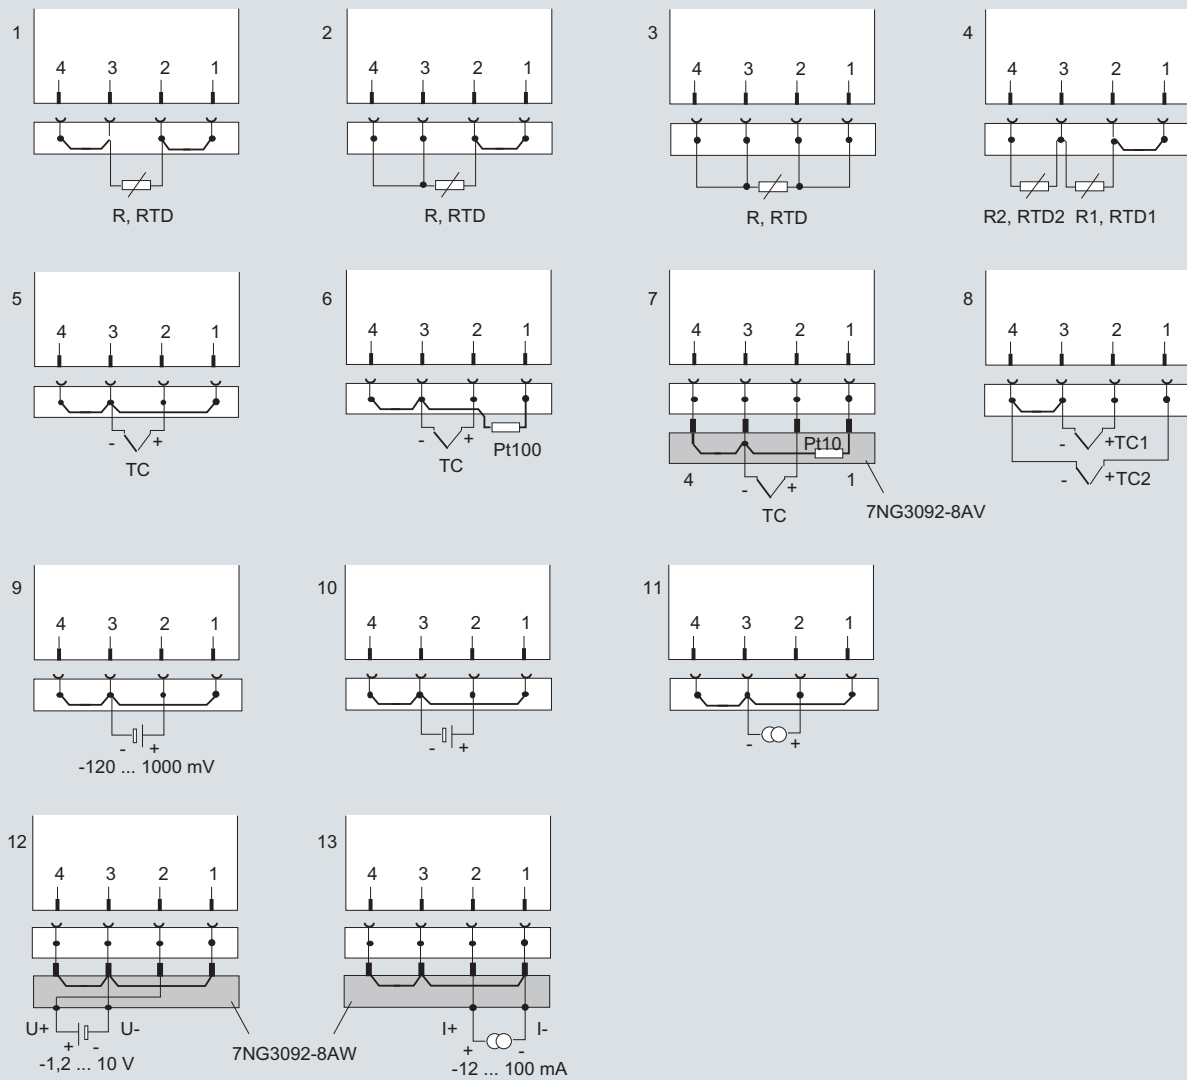 1 2 3 4
4 3 2 1 4 3 2 1 4 3 2 1 4 3 2 1
R, RTD R, RTD R, RTD R2, RTD2 R1, RTD1
5 6 7 8
4 3 2 1 4 3 2 1 4 3 2 1 4 3 2 1
- + TC
- + TC Pt100
Pt10
4 - + 1
TC
7NG3092-8AV
- +TC1
- +TC2
9 10 11
4 3 2 1 4 3 2 1 4 3 2 1
- + - + - +
-120 ... 1000 mV
12 13
4 3 2 1 4 3 2 1
U+ U- I+ I-
+ - + -
-1,2 ... 10 V 7NG3092-8AW -12 ... 100 mA